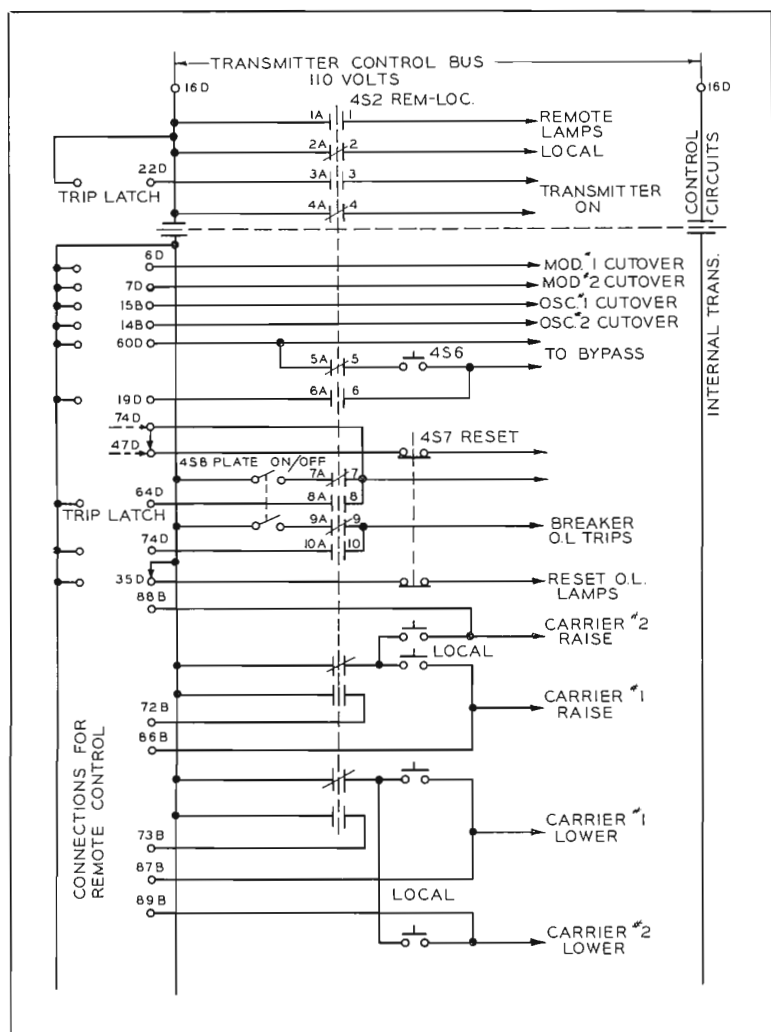 TRANSMITTER CONTROL BUS
110 VOLTS
16D
16D
4S2 REM-LOC.
1A 1
REMOTE
LAMPS
2A 2
LOCAL
22D
3A 3
TRIP LATCH
TRANSMITTER
ON
4A 4
CONTROL
CIRCUITS
6D
MOD. #1 CUTOVER
7D
MOD #2 CUTOVER
15B
OSC. #1 CUTOVER
14B
OSC. #2 CUTOVER
60D
5A 5
4S6
TO BYPASS
INTERNAL TRANS.
19D
6A 6
74D
47D
4S7 RESET
4S8 PLATE ON/OFF
7A 7
64D
8A 8
TRIP LATCH
9A 9
BREAKER
O.L TRIPS
74D
10A 10
35D
RESET O.L.
LAMPS
88B
CARRIER #2
RAISE
LOCAL
CARRIER #1
RAISE
72B
86B
CONNECTIONS FOR
REMOTE CONTROL
73B
CARRIER #1
LOWER
87B
LOCAL
89B
CARRIER #2
LOWER